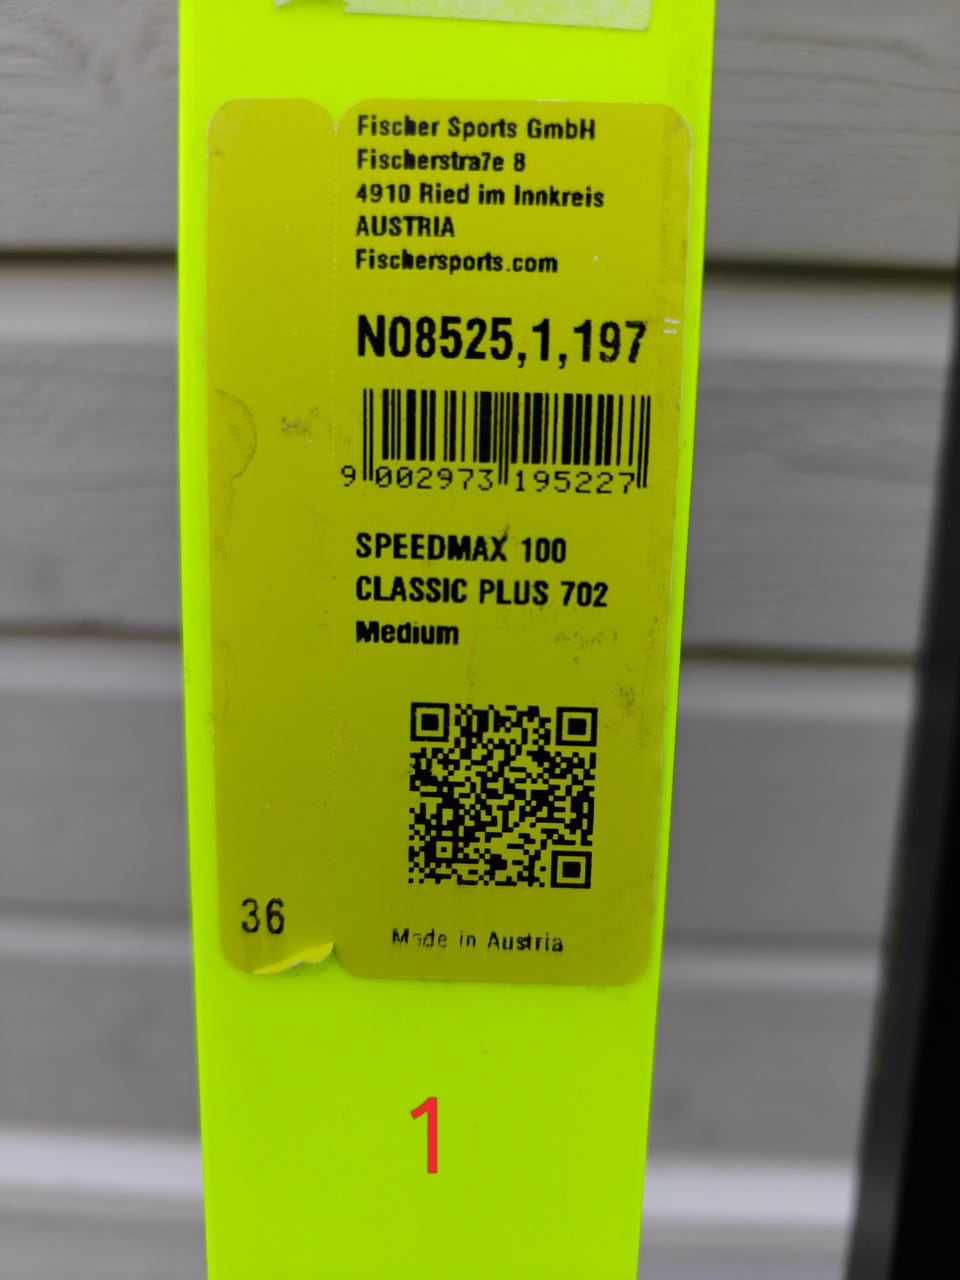 Fischer Sports GmbH
Fischerstra7e 8
4910 Ried im Innkreis
AUSTRIA
Fischersports.com
N08525,1,197
9 002973 195227
SPEEDMAX 100
CLASSIC PLUS 702
Medium
36
Made in Austria
1